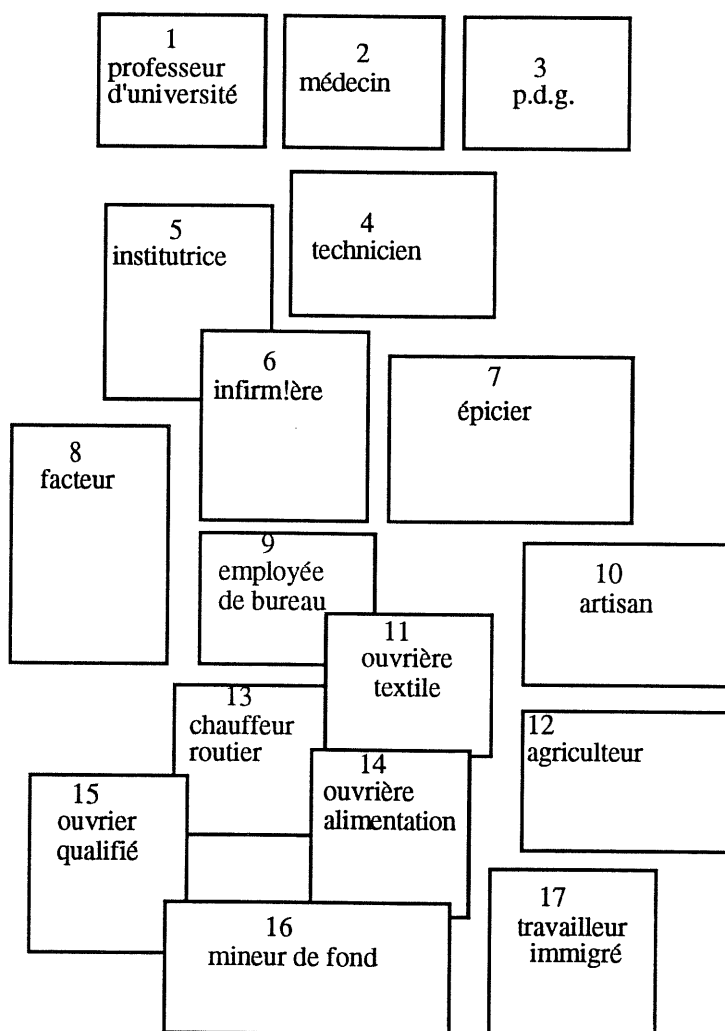 1
professeur
d'université
2
médecin
3
p.d.g.
4
technicien
5
institutrice
6
infirm!ère
7
épicier
8
facteur
9
employée
de bureau
10
artisan
11
ouvrière
textile
12
agriculteur
13
chauffeur
routier
14
ouvrière
alimentation
15
ouvrier
qualifié
16
mineur de fond
17
travailleur
immigré